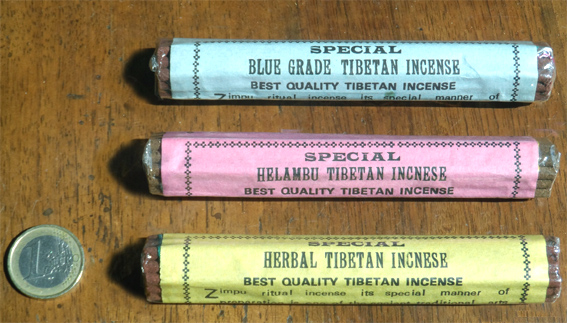 SPECIAL
BLUE GRADE TIBETAN INCENSE
BEST QUALITY TIBETAN INCENSE
Zimpu ritual incense its special manner of
SPECIAL
HELAMBU TIBETAN INCNESE
BEST QUALITY TIBETAN INCENSE
SPECIAL
HERBAL TIBETAN INCNESE
BEST QUALITY TIBETAN INCENSE
Zimpu ritual incense its special manner of
1